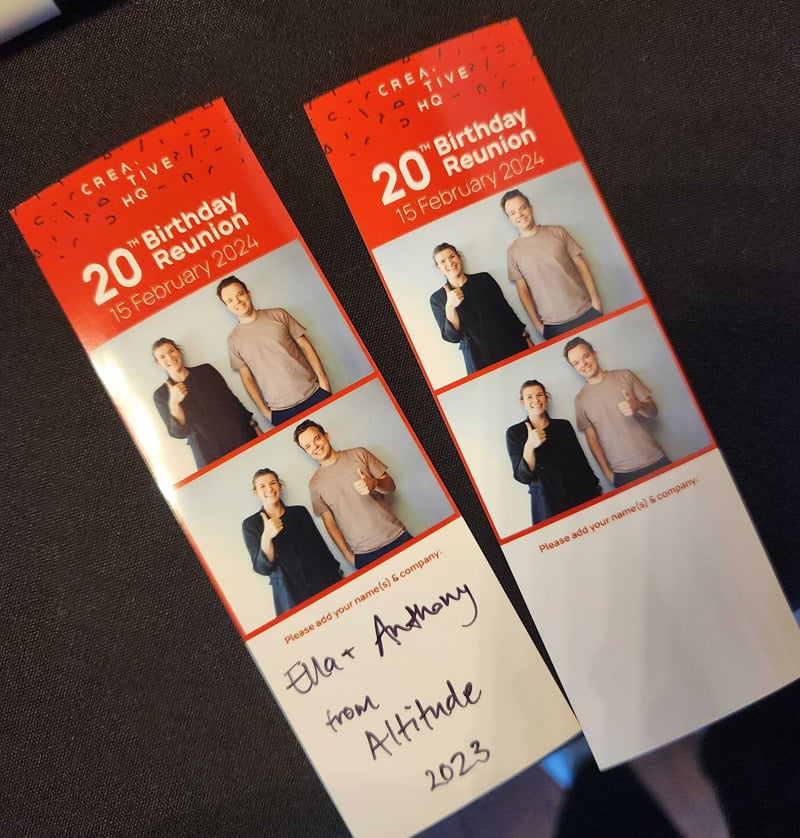 CREA
TIVE
HQ
20TH Birthday
Reunion
15 February 2024
Please add your name(s) & company:
Ella + Anthony
from
Altitude
2023
CREA
TIVE
HQ
20TH Birthday
Reunion
15 February 2024
Please add your name(s) & company: